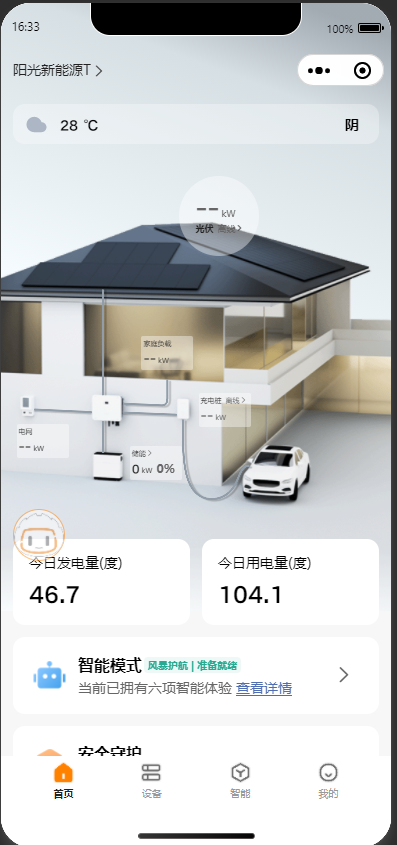 16:33
100%
阳光新能源T
28 ℃
阴
-- kW
光伏 离线
家庭负载
-- kW
充电桩 离线
-- kW
电网
-- kW
储能
0 kW 0%
今日发电量(度)
46.7
今日用电量(度)
104.1
智能模式 风暴护航 | 准备就绪
当前已拥有六项智能体验 查看详情
安全守护
首页
设备
智能
我的